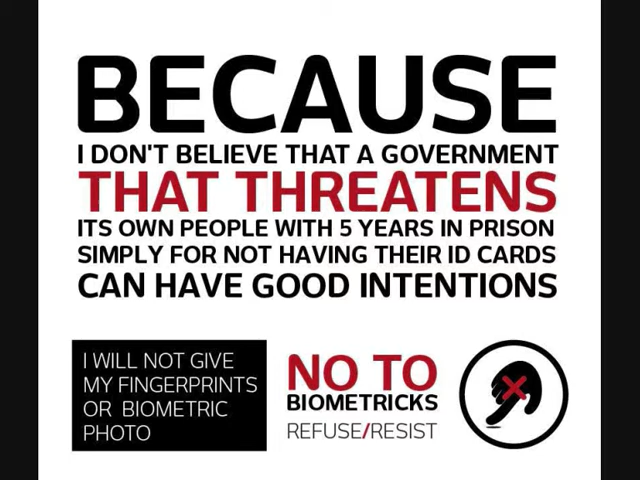 BECAUSE
I DON'T BELIEVE THAT A GOVERNMENT
THAT THREATENS
ITS OWN PEOPLE WITH 5 YEARS IN PRISON
SIMPLY FOR NOT HAVING THEIR ID CARDS
CAN HAVE GOOD INTENTIONS
I WILL NOT GIVE
MY FINGERPRINTS
OR BIOMETRIC
PHOTO
NO TO
BIOMETRICKS
REFUSE/RESIST